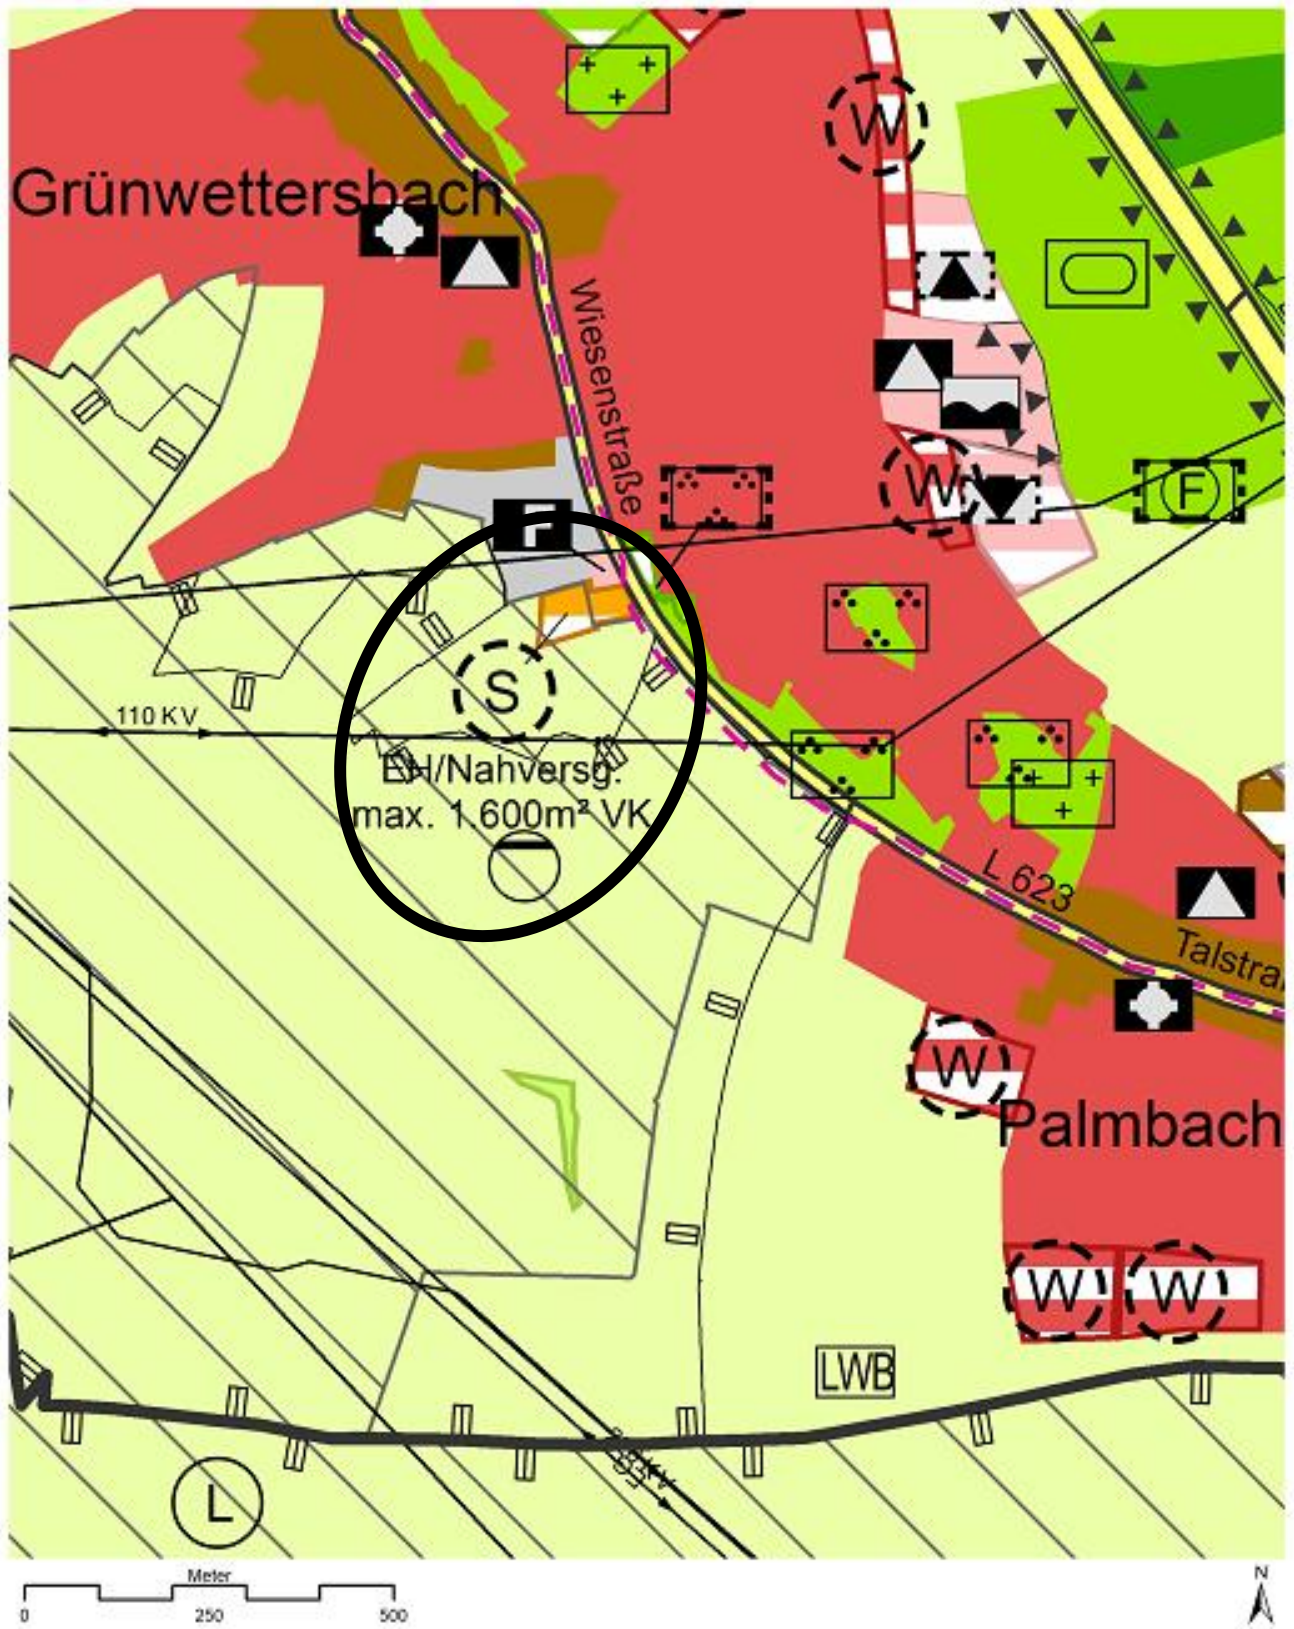 W
Grünwettersbach
Wiesenstraße
W
F
F
S
110 KV
EH/Nahversg.
max. 1.600m² VK
L 623
Talstra
W
Palmbach
W
W
LWB
L
Meter
0 250 500
N